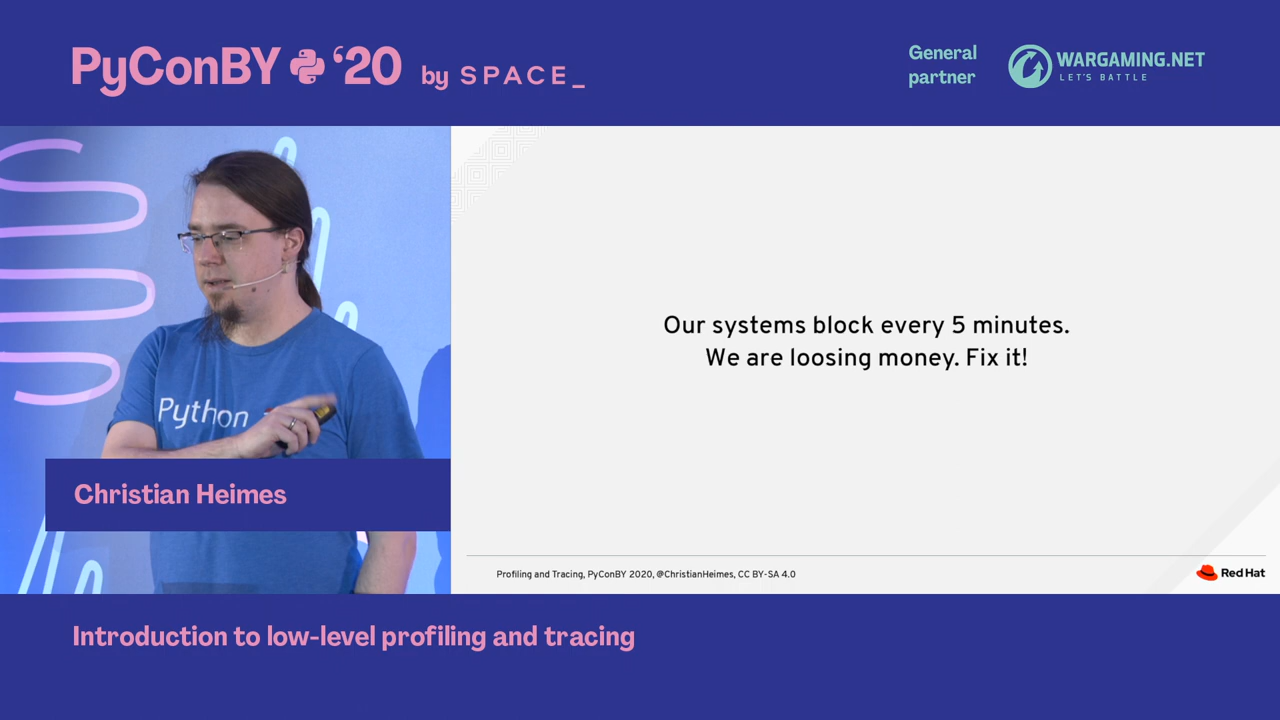 PyConBY '20 by SPACE_
General
partner
WARGAMING.NET
LET'S BATTLE
Python
Our systems block every 5 minutes.
We are loosing money. Fix it!
Christian Heimes
Profiling and Tracing, PyConBY 2020, @ChristianHeimes, CC BY-SA 4.0
Red Hat
Introduction to low-level profiling and tracing